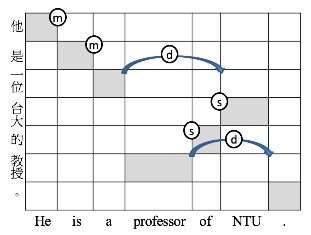 他
是
一位
台大
的
教授
。
m
m
d
s
s
d
He is a professor of NTU .